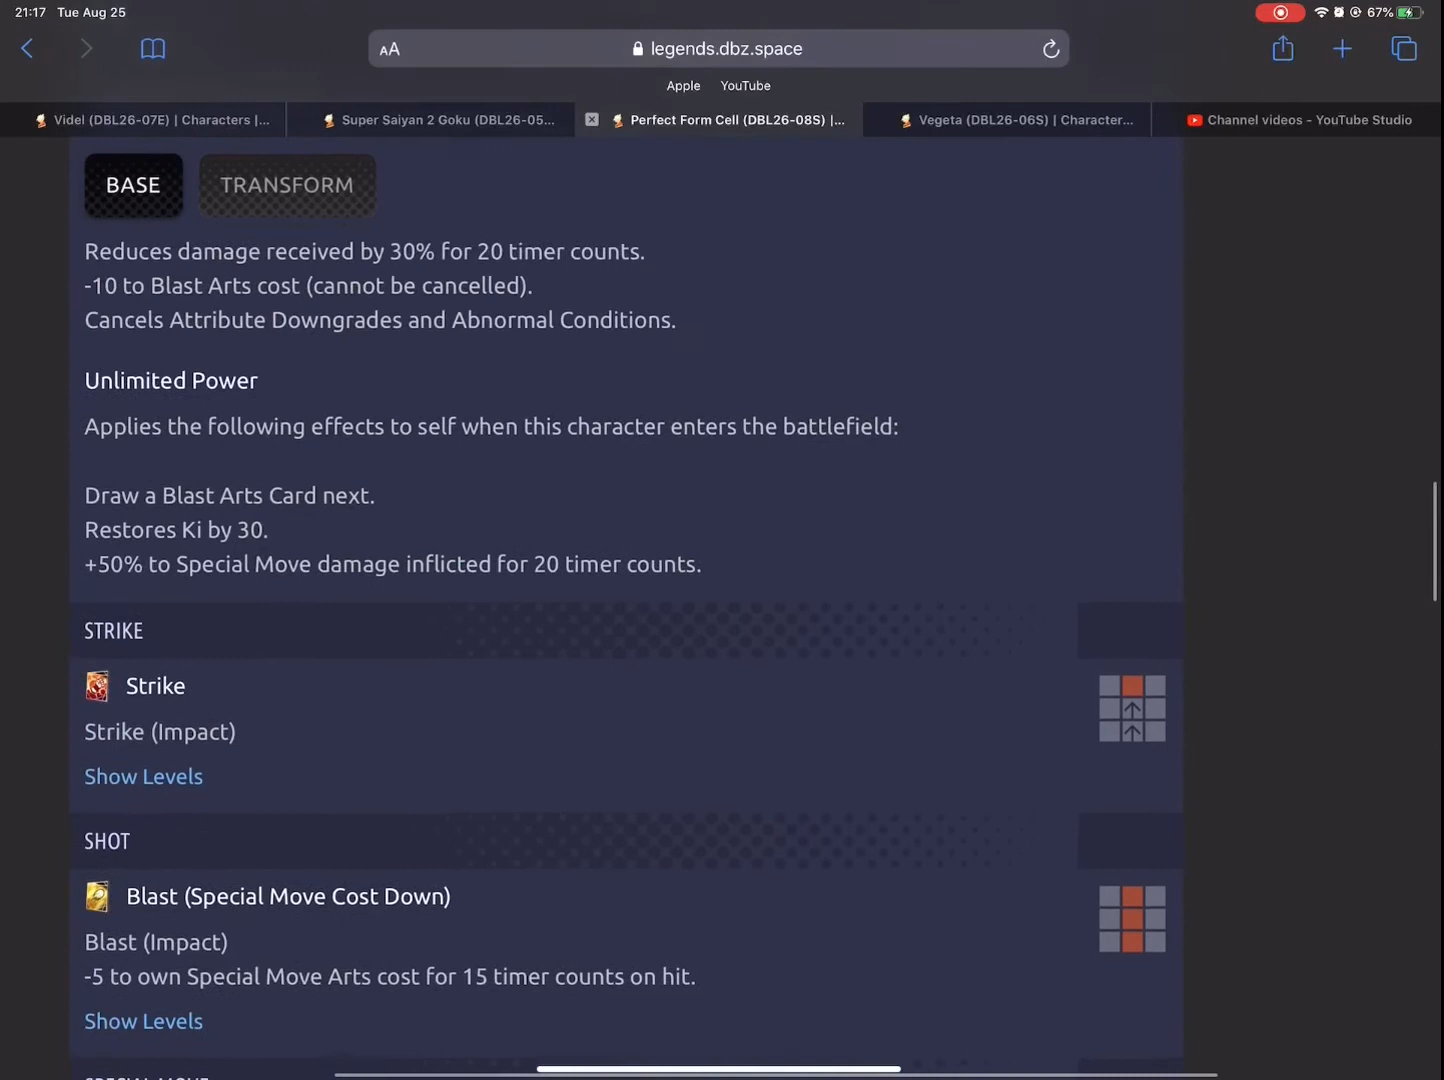 21:17 Tue Aug 25
67%
AA
legends.dbz.space
Apple YouTube
Videl (DBL26-07E) | Characters |...
Super Saiyan 2 Goku (DBL26-05...
Perfect Form Cell (DBL26-08S) |...
Vegeta (DBL26-06S) | Character...
Channel videos - YouTube Studio
BASE
TRANSFORM
Reduces damage received by 30% for 20 timer counts.
-10 to Blast Arts cost (cannot be cancelled).
Cancels Attribute Downgrades and Abnormal Conditions.
Unlimited Power
Applies the following effects to self when this character enters the battlefield:
Draw a Blast Arts Card next.
Restores Ki by 30.
+50% to Special Move damage inflicted for 20 timer counts.
STRIKE
Strike
Strike (Impact)
Show Levels
SHOT
Blast (Special Move Cost Down)
Blast (Impact)
-5 to own Special Move Arts cost for 15 timer counts on hit.
Show Levels